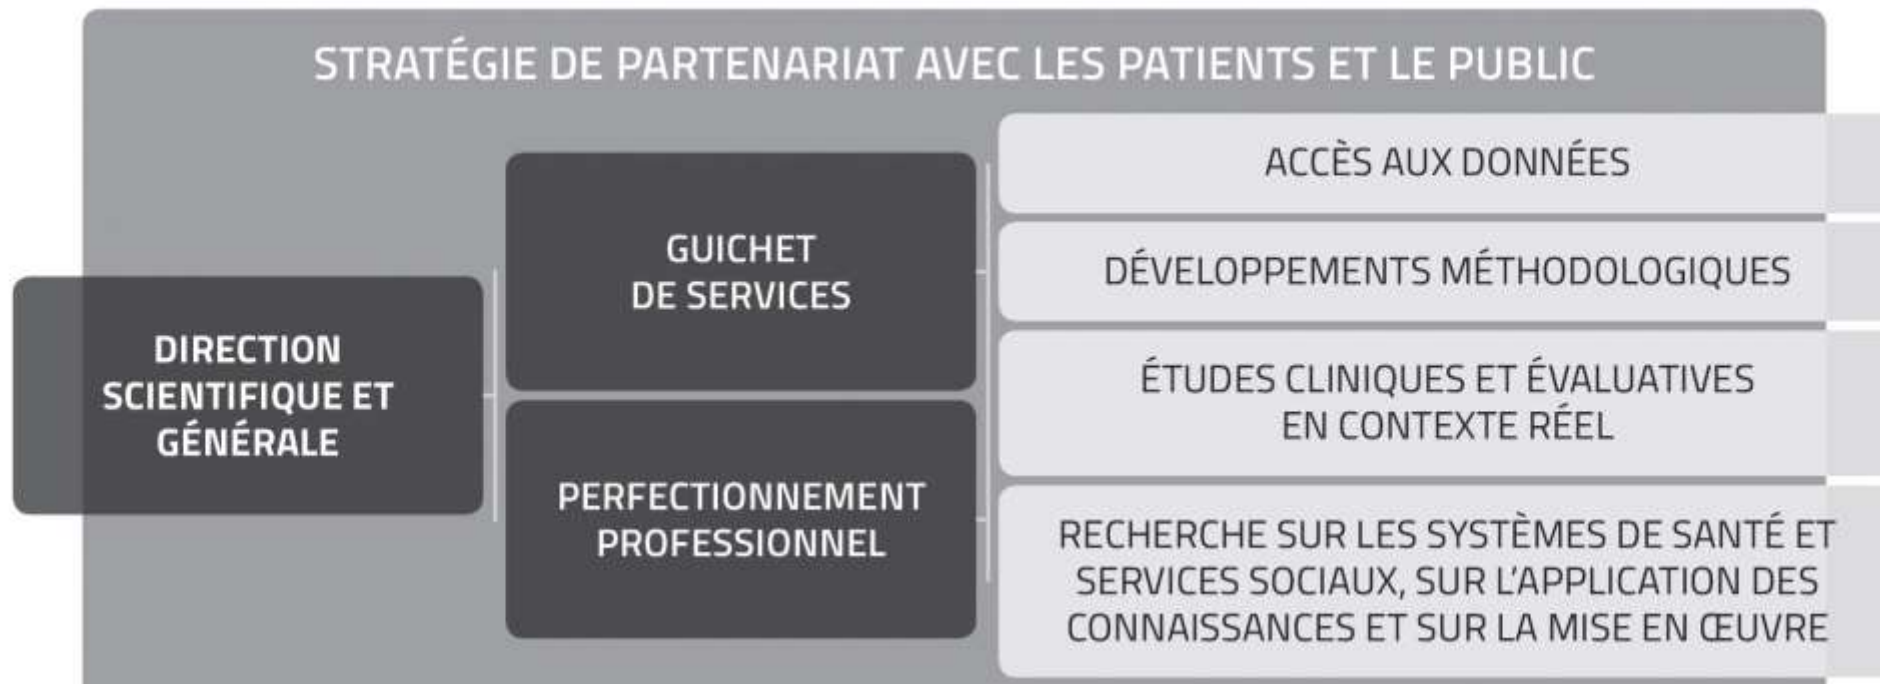 STRATÉGIE DE PARTENARIAT AVEC LES PATIENTS ET LE PUBLIC
DIRECTION
SCIENTIFIQUE ET
GÉNÉRALE
GUICHET
DE SERVICES
PERFECTIONNEMENT
PROFESSIONNEL
ACCÈS AUX DONNÉES
DÉVELOPPEMENTS MÉTHODOLOGIQUES
ÉTUDES CLINIQUES ET ÉVALUATIVES
EN CONTEXTE RÉEL
RECHERCHE SUR LES SYSTÈMES DE SANTÉ ET
SERVICES SOCIAUX, SUR L'APPLICATION DES
CONNAISSANCES ET SUR LA MISE EN ŒUVRE